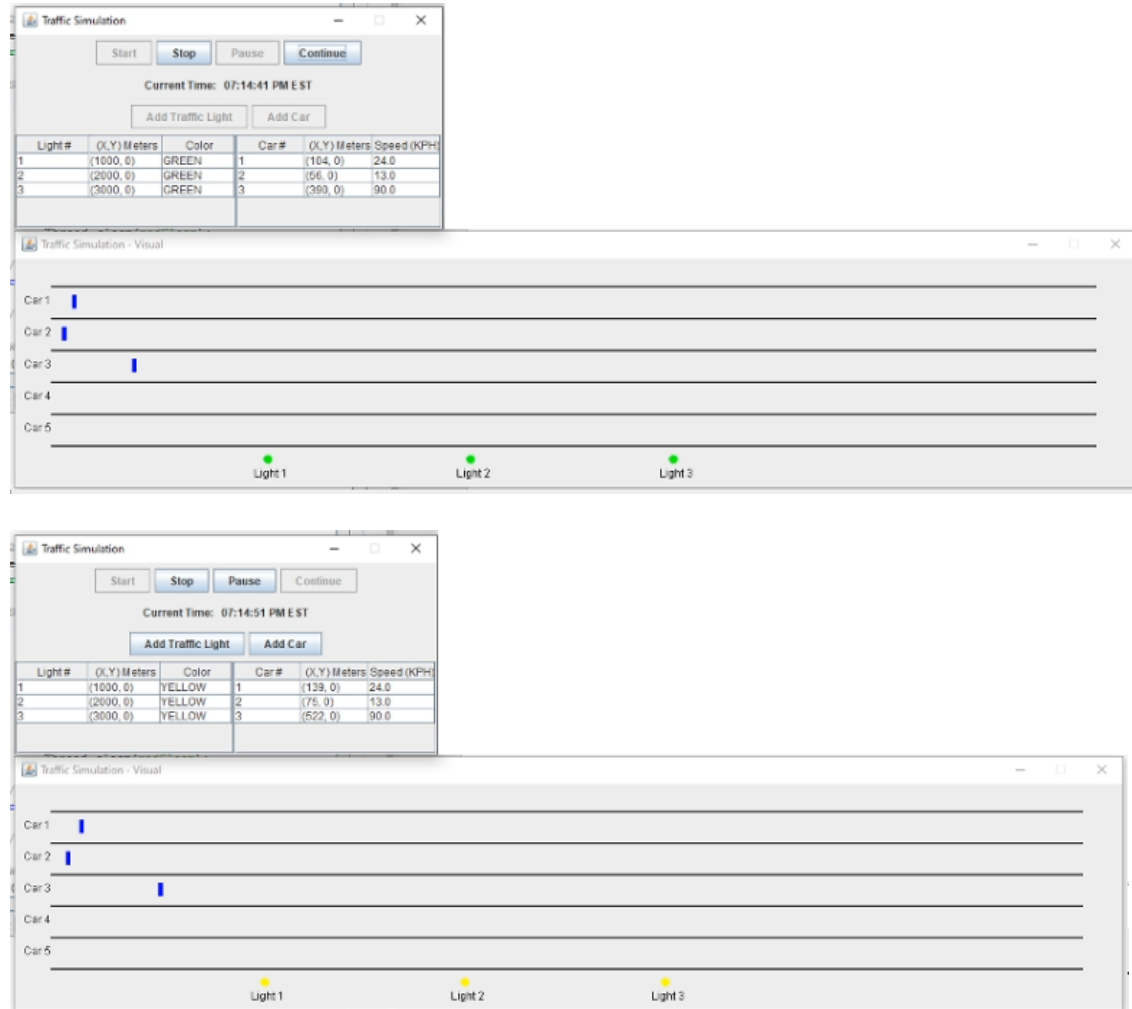 Traffic Simulation
Start Stop Pause Continue
Current Time: 07:14:41 PM EST
Add Traffic Light Add Car
Light # (X,Y) Meters Color Car # (X,Y) Meters Speed (KPH)
1 (1000, 0) GREEN 1 (104, 0) 24.0
2 (2000, 0) GREEN 2 (56, 0) 13.0
3 (3000, 0) GREEN 3 (390, 0) 90.0
Traffic Simulation - Visual
Car 1
Car 2
Car 3
Car 4
Car 5
Light 1 Light 2 Light 3
Traffic Simulation
Start Stop Pause Continue
Current Time: 07:14:51 PM EST
Add Traffic Light Add Car
Light # (X,Y) Meters Color Car # (X,Y) Meters Speed (KPH)
1 (1000, 0) YELLOW 1 (139, 0) 24.0
2 (2000, 0) YELLOW 2 (75, 0) 13.0
3 (3000, 0) YELLOW 3 (522, 0) 90.0
Traffic Simulation - Visual
Car 1
Car 2
Car 3
Car 4
Car 5
Light 1 Light 2 Light 3